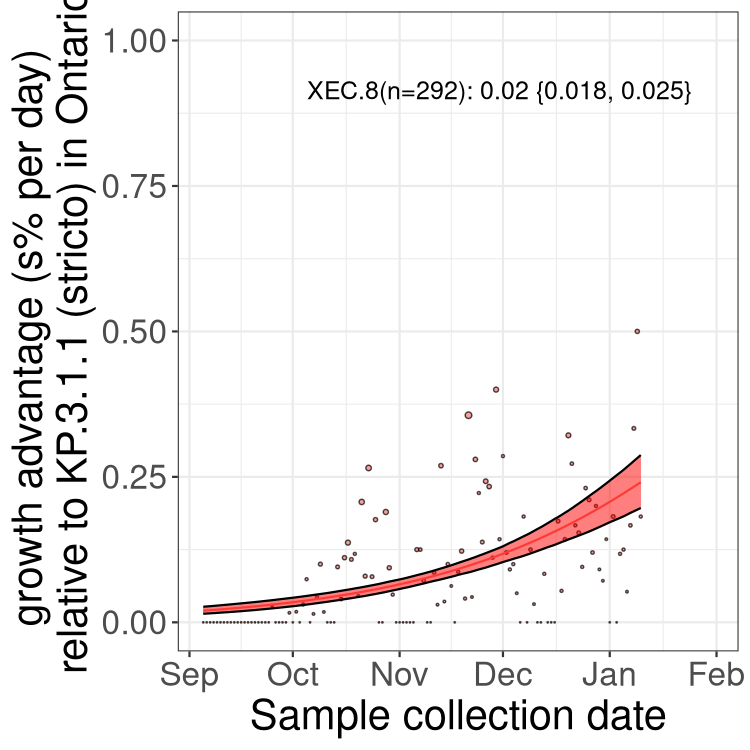 growth advantage (s% per day)
relative to KP.3.1.1 (stricto) in Ontario
1.00
0.75
0.50
0.25
0.00
XEC.8(n=292): 0.02 {0.018, 0.025}
Sep Oct Nov Dec Jan Feb
Sample collection date